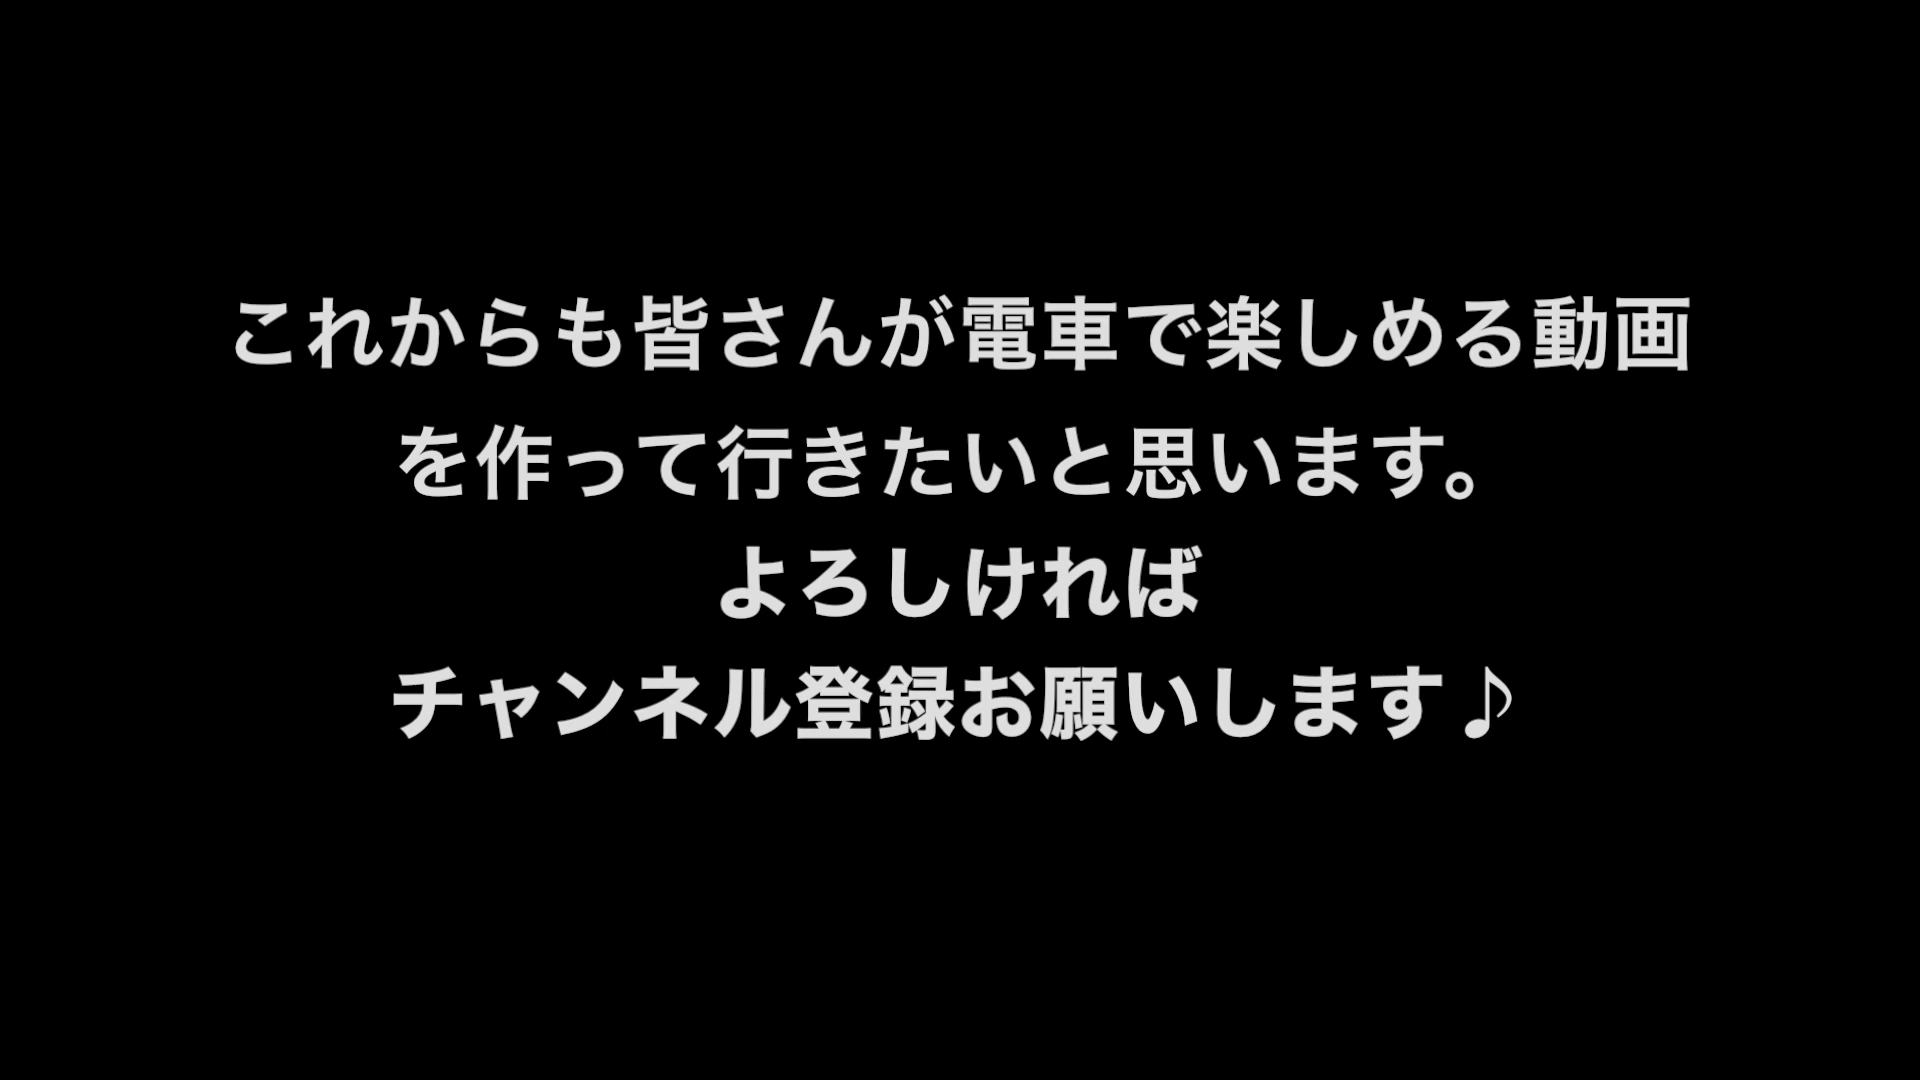 これからも皆さんが電車で楽しめる動画
を作って行きたいと思います。
よろしければ
チャンネル登録お願いします♪